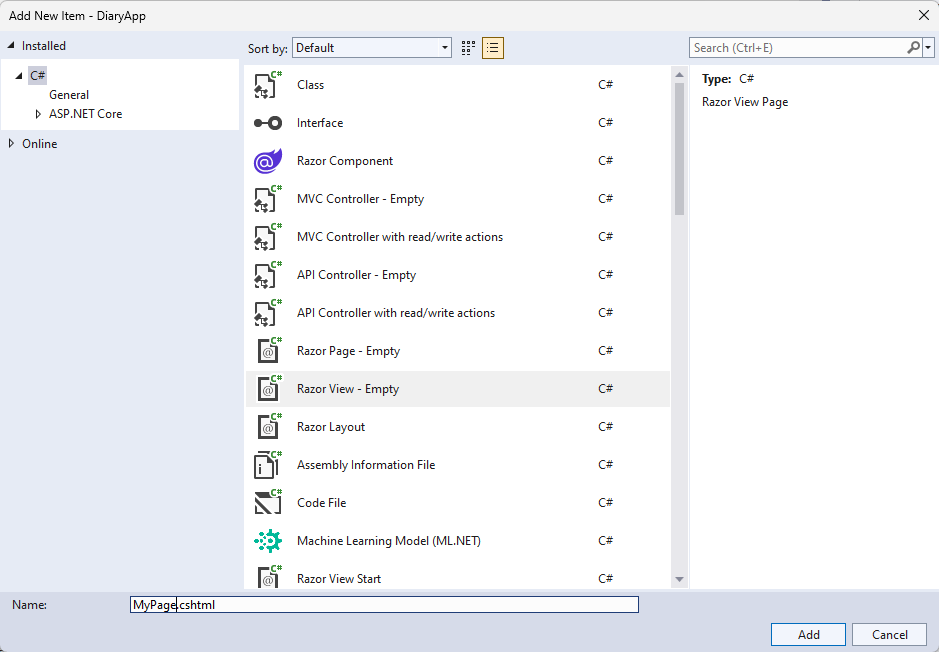 Add New Item - DiaryApp
Installed
C#
General
ASP.NET Core
Online
Sort by: Default
Search (Ctrl+E)
C# Class C#
Interface C#
@ Razor Component C#
C# MVC Controller - Empty C#
C# MVC Controller with read/write actions C#
C# API Controller - Empty C#
C# API Controller with read/write actions C#
C# @ Razor Page - Empty C#
C# @ Razor View - Empty C#
C# @ Razor Layout C#
C# Assembly Information File C#
C# Code File C#
Machine Learning Model (ML.NET) C#
C# @ Razor View Start C#
Type: C#
Razor View Page
Name: MyPage.cshtml
Add Cancel